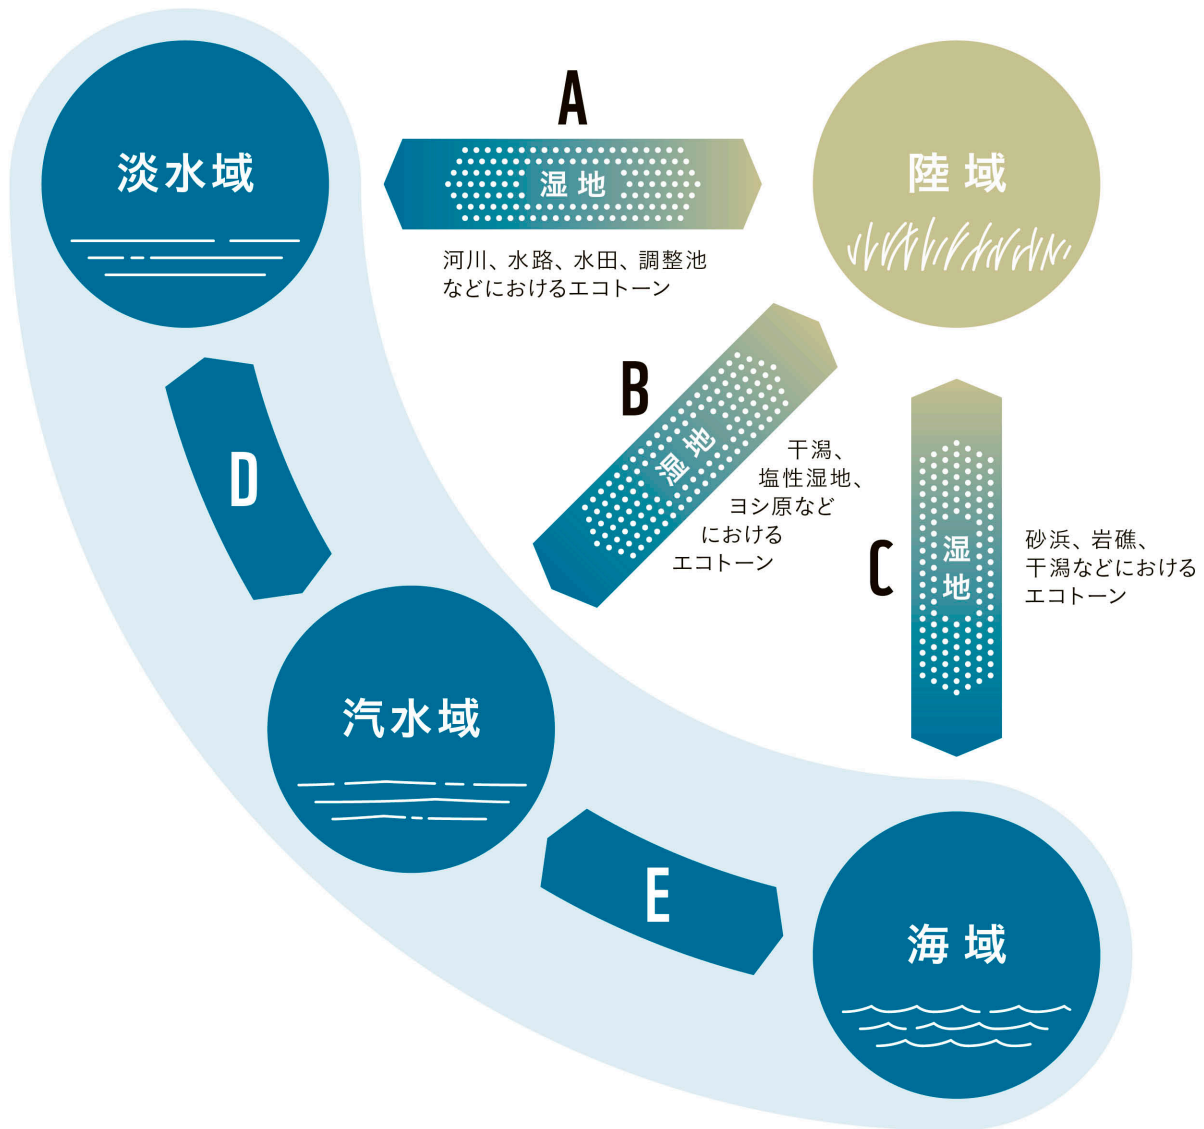 淡水域
A
湿地
陸域
河川、水路、水田、調整池
などにおけるエコトーン
B
湿地
干潟、
塩性湿地、
ヨシ原など
における
エコトーン
C
湿
地
砂浜、岩礁、
干潟などにおける
エコトーン
D
汽水域
E
海域